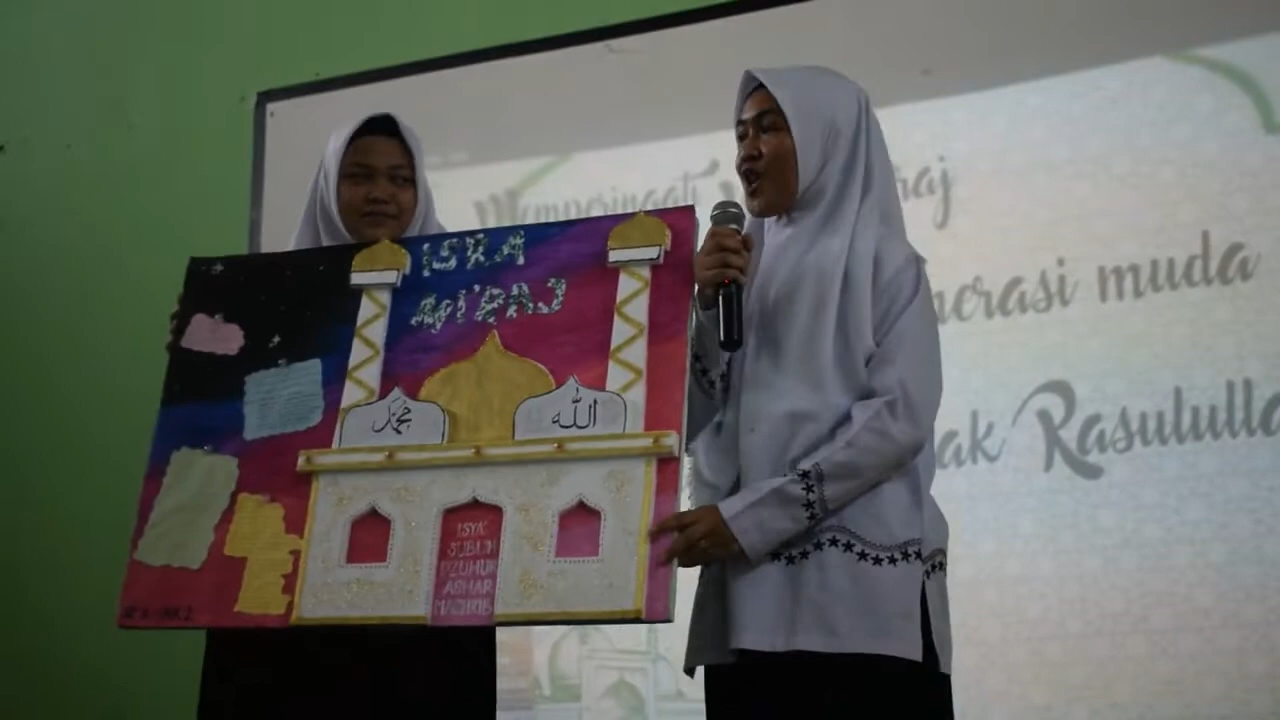 Memperingati
raj
nerasi muda
ak Rasululla
ISRA
MI'RAJ
محمد
الله
ISYA'
SUBUH
DZUHUR
ASHAR
MAGHRIB